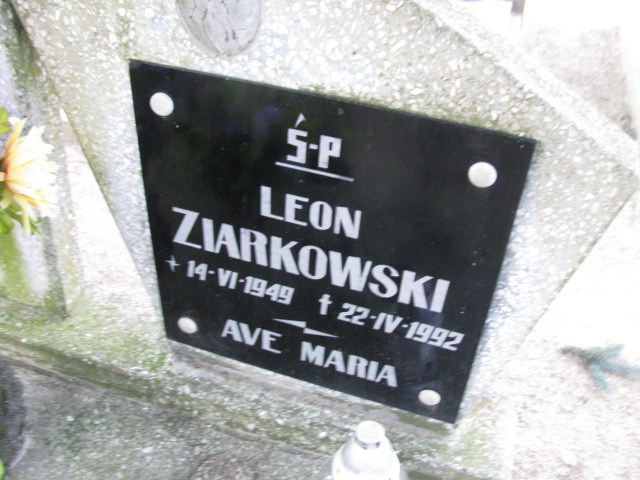 Ś-P
LEON
ZIARKOWSKI
14-VI-1949 † 22-IV-1992
AVE MARIA